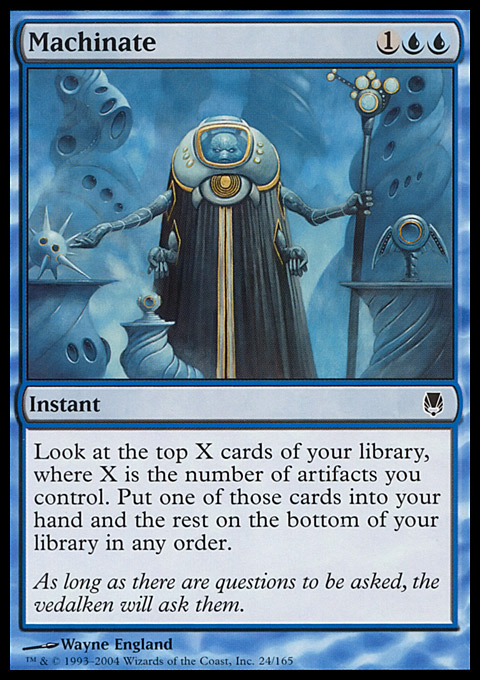 Machinate 1
Instant
Look at the top X cards of your library,
where X is the number of artifacts you
control. Put one of those cards into your
hand and the rest on the bottom of your
library in any order.
As long as there are questions to be asked, the
vedalken will ask them.
Wayne England
™ & © 1993–2004 Wizards of the Coast, Inc. 24/165